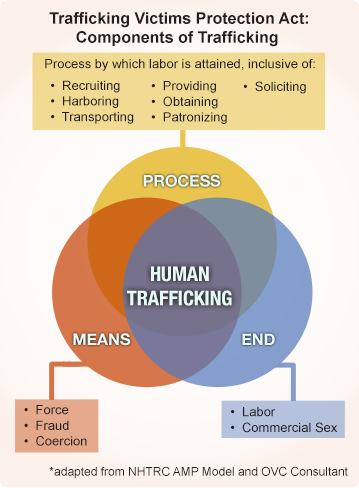 Trafficking Victims Protection Act:
Components of Trafficking
Process by which labor is attained, inclusive of:
• Recruiting
• Harboring
• Transporting
• Providing
• Obtaining
• Patronizing
• Soliciting
PROCESS
HUMAN
TRAFFICKING
MEANS
END
• Force
• Fraud
• Coercion
• Labor
• Commercial Sex
*adapted from NHTRC AMP Model and OVC Consultant